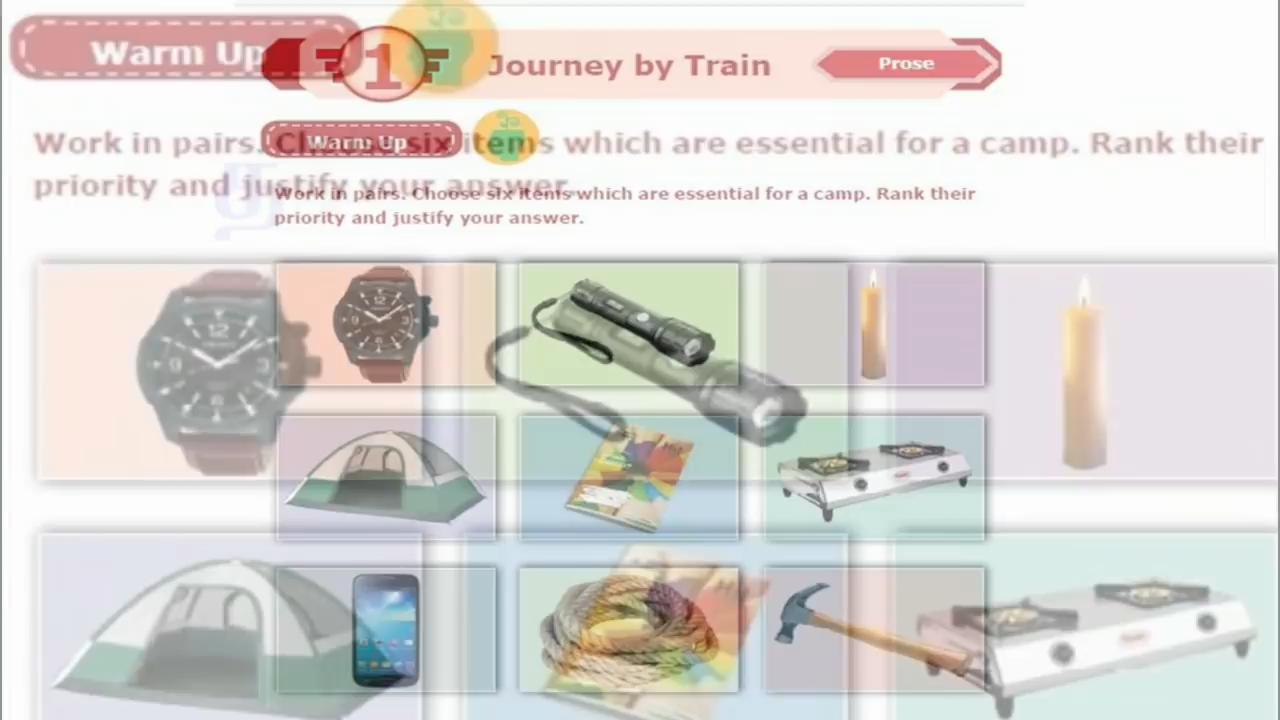 Warm Up
1
Journey by Train
Prose
Work in pairs. Choose six items which are essential for a camp. Rank their
priority and justify your answer.
Warm Up
Work in pairs. Choose six items which are essential for a camp. Rank their
priority and justify your answer.